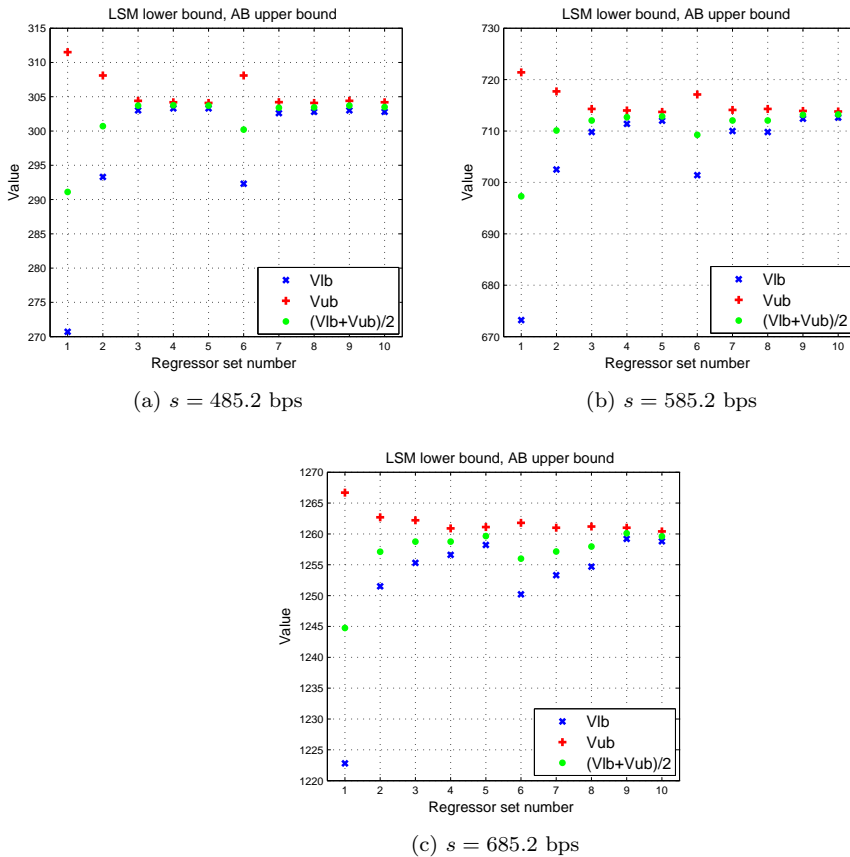 LSM lower bound, AB upper bound
315
310
305
300
295
290
285
280
275
270
Value
1 2 3 4 5 6 7 8 9 10
Regressor set number
Vlb
Vub
(Vlb+Vub)/2
(a) s = 485.2 bps
LSM lower bound, AB upper bound
730
720
710
700
690
680
670
Value
1 2 3 4 5 6 7 8 9 10
Regressor set number
Vlb
Vub
(Vlb+Vub)/2
(b) s = 585.2 bps
LSM lower bound, AB upper bound
1270
1265
1260
1255
1250
1245
1240
1235
1230
1225
1220
Value
1 2 3 4 5 6 7 8 9 10
Regressor set number
Vlb
Vub
(Vlb+Vub)/2
(c) s = 685.2 bps